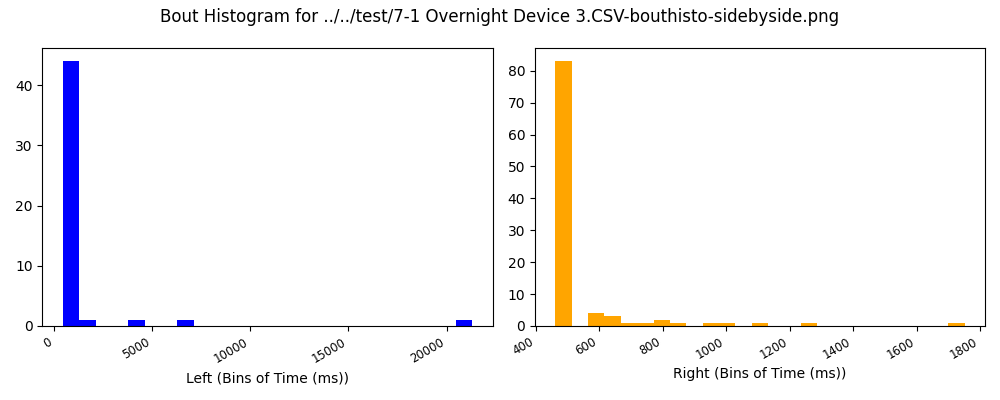 Bout Histogram for ../../test/7-1 Overnight Device 3.CSV-bouthisto-sidebyside.png
40
30
20
10
0
0 5000 10000 15000 20000
Left (Bins of Time (ms))
80
70
60
50
40
30
20
10
0
400 600 800 1000 1200 1400 1600 1800
Right (Bins of Time (ms))